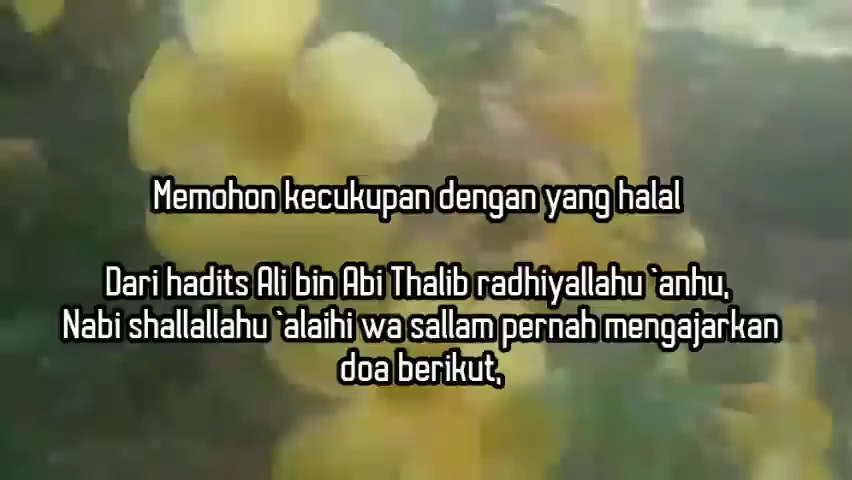 Memohon kecukupan dengan yang halal
Dari hadits Ali bin Abi Thalib radhiyallahu `anhu,
Nabi shallallahu `alaihi wa sallam pernah mengajarkan
doa berikut,